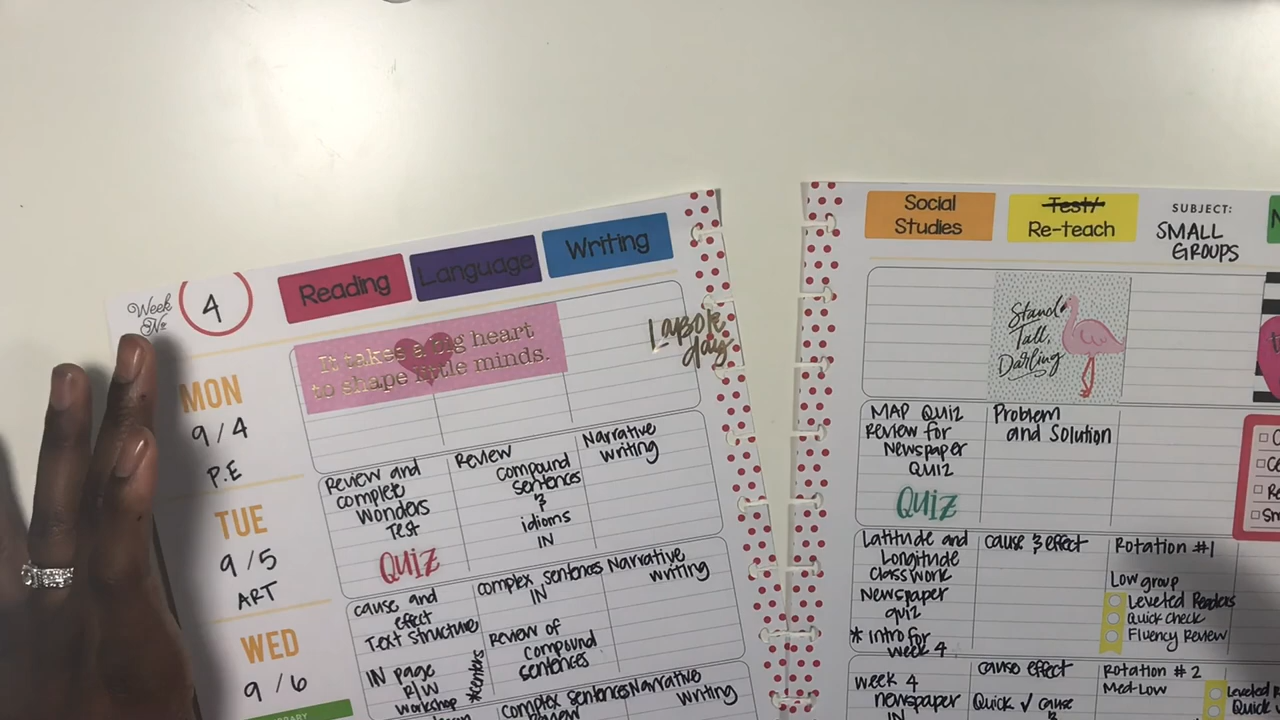 Week
No
4
Reading
Language
Writing
It takes a big heart
to shape little minds.
Labor
day
MON
9/4
P.E
TUE
9/5
ART
WED
9/6
Review and
complete
Wonders
Test
QUIZ
Review
compound
sentences
&
idioms
IN
Narrative
writing
cause and
effect
Text structure
IN page
R/W
Workshop
*centers
complex sentences
IN
Review of
compound
sentences
Narrative
writing
complex sentences
Review
Narrative
writing
Social
Studies
Test/
Re-teach
SUBJECT:
SMALL
GROUPS
Stand
Tall,
Darling
MAP QUIZ
Review for
Newspaper
QUIZ
QUIZ
Problem
and Solution
Latitude and
Longitude
classwork
Newspaper
quiz
* intro for
week 4
cause & effect
Rotation #1
Low group
Leveled Readers
Quick check
Fluency Review
week 4
newspaper
IN
cause effect
Quick ✓ cause
&
Rotation # 2
Med-Low
Leveled
Quick